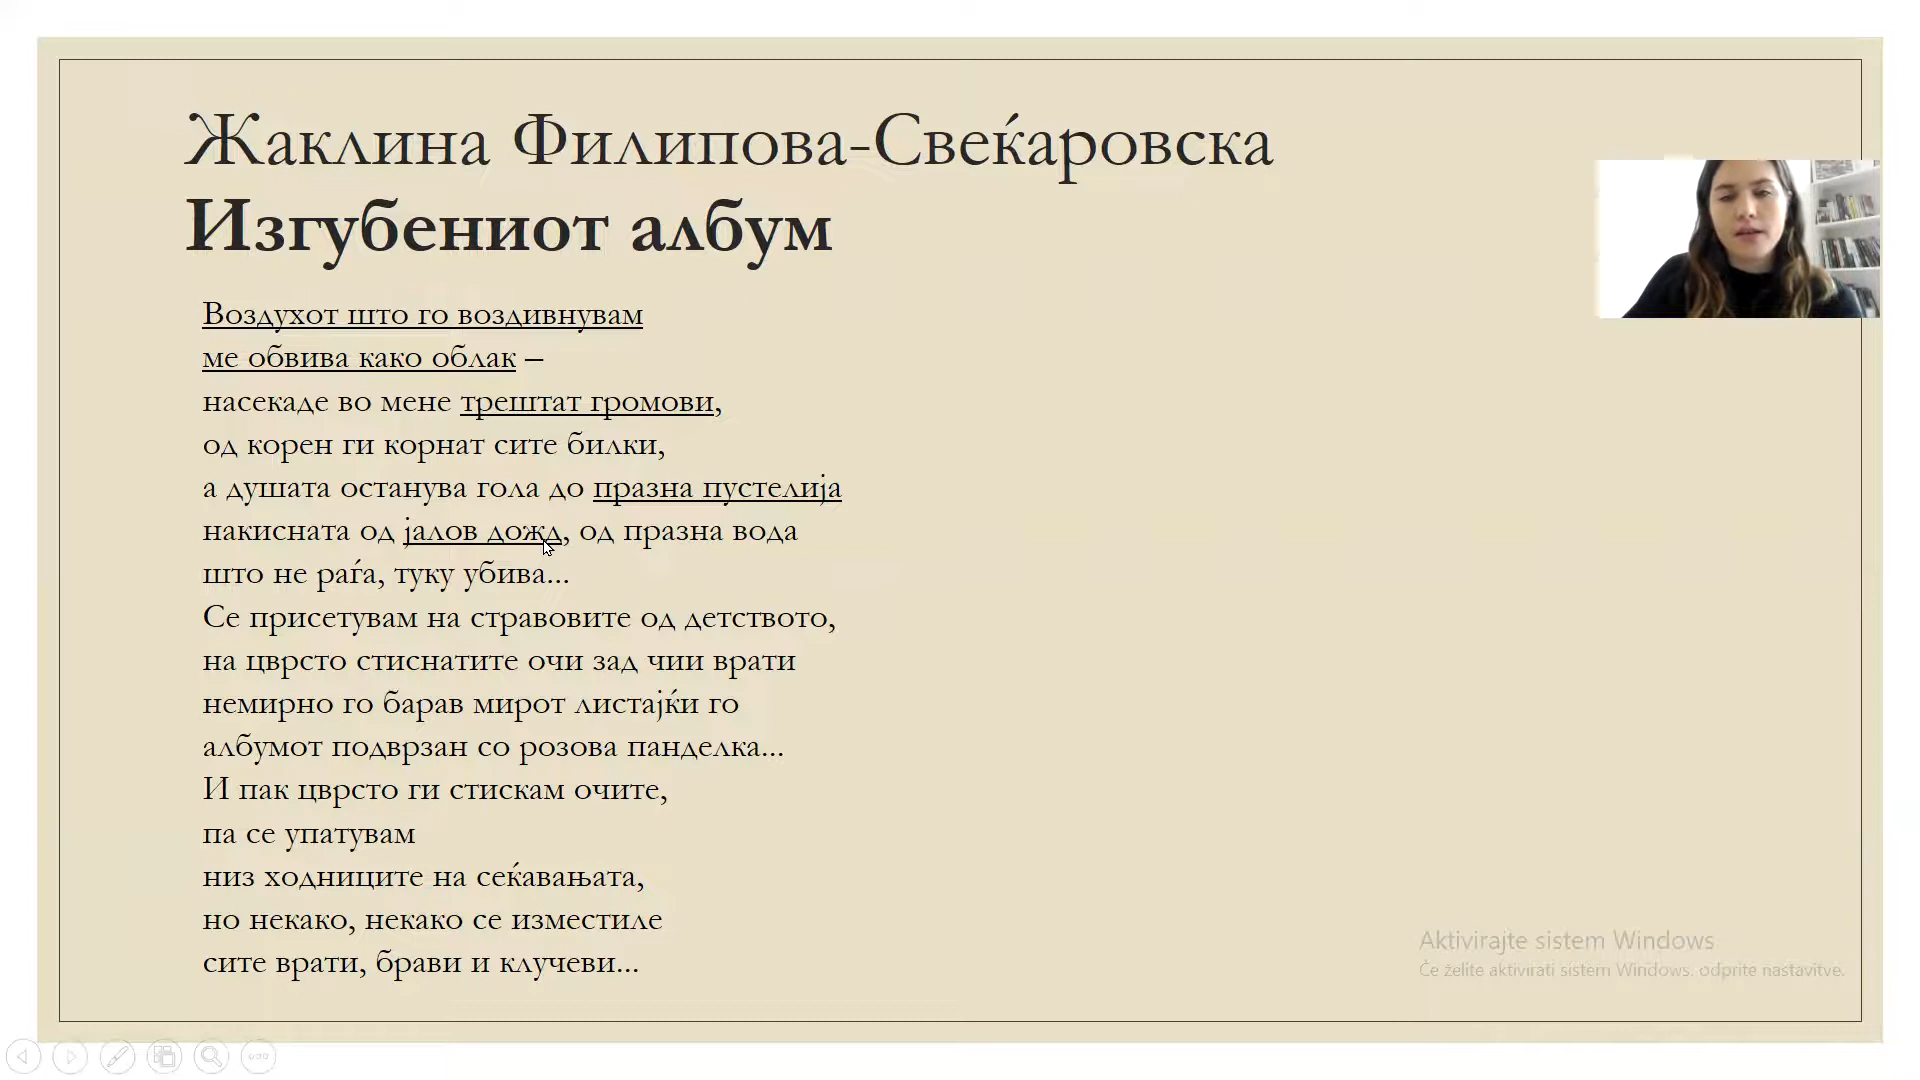 Жаклина Филипова-Свеќаровска
Изгубениот албум
Воздухот што го воздивнувам
ме обвива како облак –
насекаде во мене трештат громови,
од корен ги корнат сите билки,
а душата останува гола до празна пустелија
накисната од јалов дожд, од празна вода
што не раѓа, туку убива...
Се присетувам на стравовите од детството,
на цврсто стиснатите очи зад чии врати
немирно го барав мирот листајќи го
албумот подврзан со розова панделка...
И пак цврсто ги стискам очите,
па се упатувам
низ ходниците на сеќавањата,
но некако, некако се изместиле
сите врати, брави и клучеви...
Aktivirajte sistem Windows
Če želite aktivirati sistem Windows, odprite nastavitve.